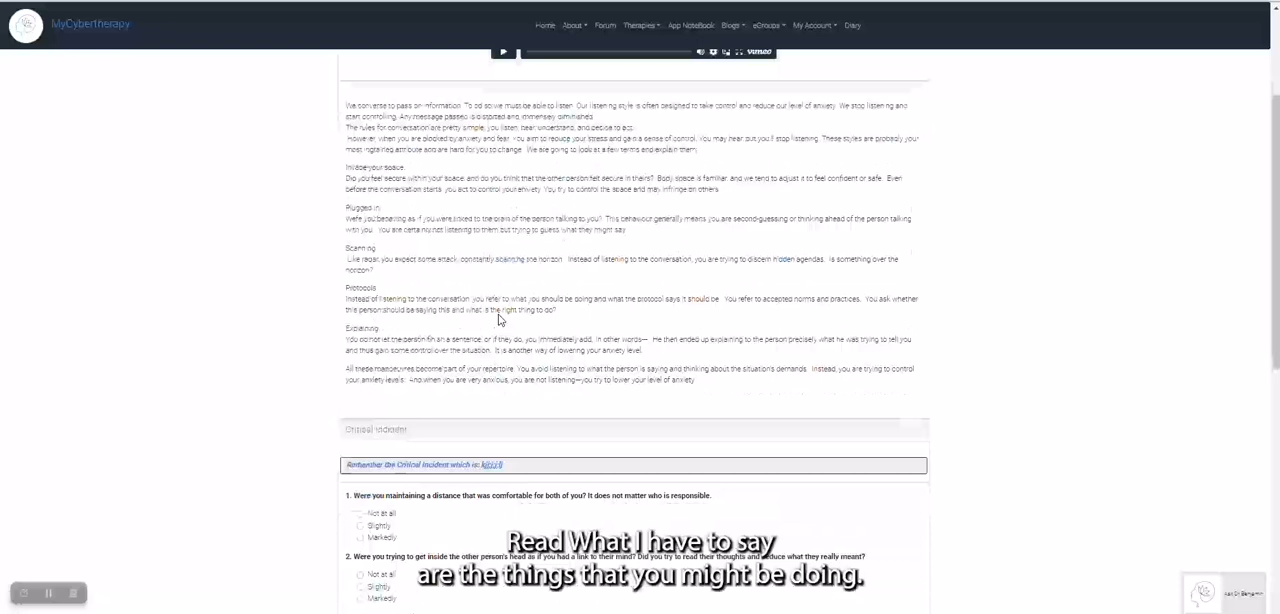 MyCybertherapy
Home About Forum Therapies App NoteBook Blogs eGroups My Account Diary
vimeo
We converse to pass on information. To do so we must be able to listen. Our listening style is often designed to take control and reduce our level of anxiety. We stop listening and
start controlling. Any message passed is distorted and immensely diminished.
The rules for conversation are pretty simple, you listen, hear, understand, and decide to act.
However, when you are blocked by anxiety and fear. You aim to reduce your stress and gain a sense of control. You may hear but you'll stop listening. These styles are probably your
most ingrained attribute and are hard for you to change. We are going to look at a few terms and explain them.
Invade your space
Did you feel secure within your space, and do you think that the other person felt secure in theirs? Body space is familiar, and we tend to adjust it to feel confident or safe. Even
before the conversation starts, you act to control your anxiety. You try to control the space and may infringe on others
Plugged in
Were you behaving as if you were linked to the brain of the person talking to you? This behaviour generally means you are second-guessing or thinking ahead of the person talking
with you. You are certainly not listening to them but trying to guess what they might say
Scanning
Like radar, you expect some attack, constantly scanning the horizon. Instead of listening to the conversation, you are trying to discern hidden agendas. Is something over the
horizon?
Protocols
Instead of listening to the conversation you refer to what you should be doing and what the protocol says it should be. You refer to accepted norms and practices. You ask whether
this person should be saying this and what is the right thing to do?
Explaining
You do not let the person fin an a sentence, or if they do, you immediately add, In other words— He then ended up explaining to the person precisely what he was trying to tell you
and thus gain some control over the situation. It is another way of lowering your anxiety level.
All these manoeuvres become part of your repertoire. You avoid listening to what the person is saying and thinking about the situation's demands. Instead, you are trying to control
your anxiety levels. And when you are very anxious, you are not listening—you try to lower your level of anxiety
Critical Incident
Remember the Critical Incident which is:
1. Were you maintaining a distance that was comfortable for both of you? It does not matter who is responsible.
Not at all
Slightly
Markedly
2. Were you trying to get inside the other person's head as if you had a link to their mind? Did you try to read their thoughts and deduce what they really meant?
Not at all
Slightly
Markedly
Read What I have to say
are the things that you might be doing.
Ask Dr Benjamin